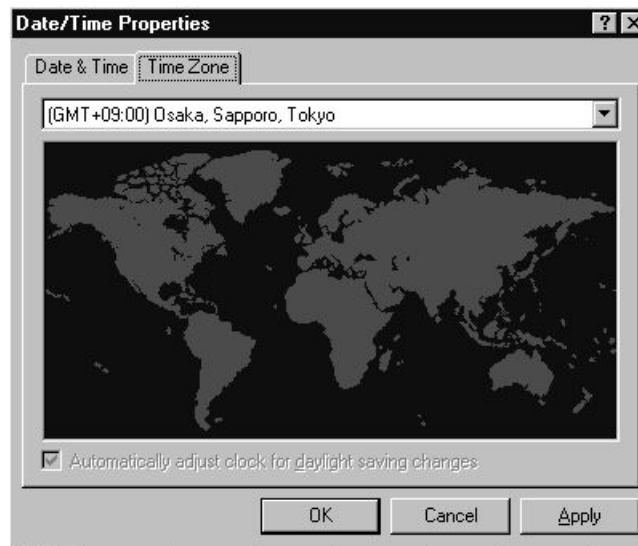 Date/Time Properties
Date & Time
Time Zone
(GMT+09:00) Osaka, Sapporo, Tokyo
Automatically adjust clock for daylight saving changes
OK
Cancel
Apply